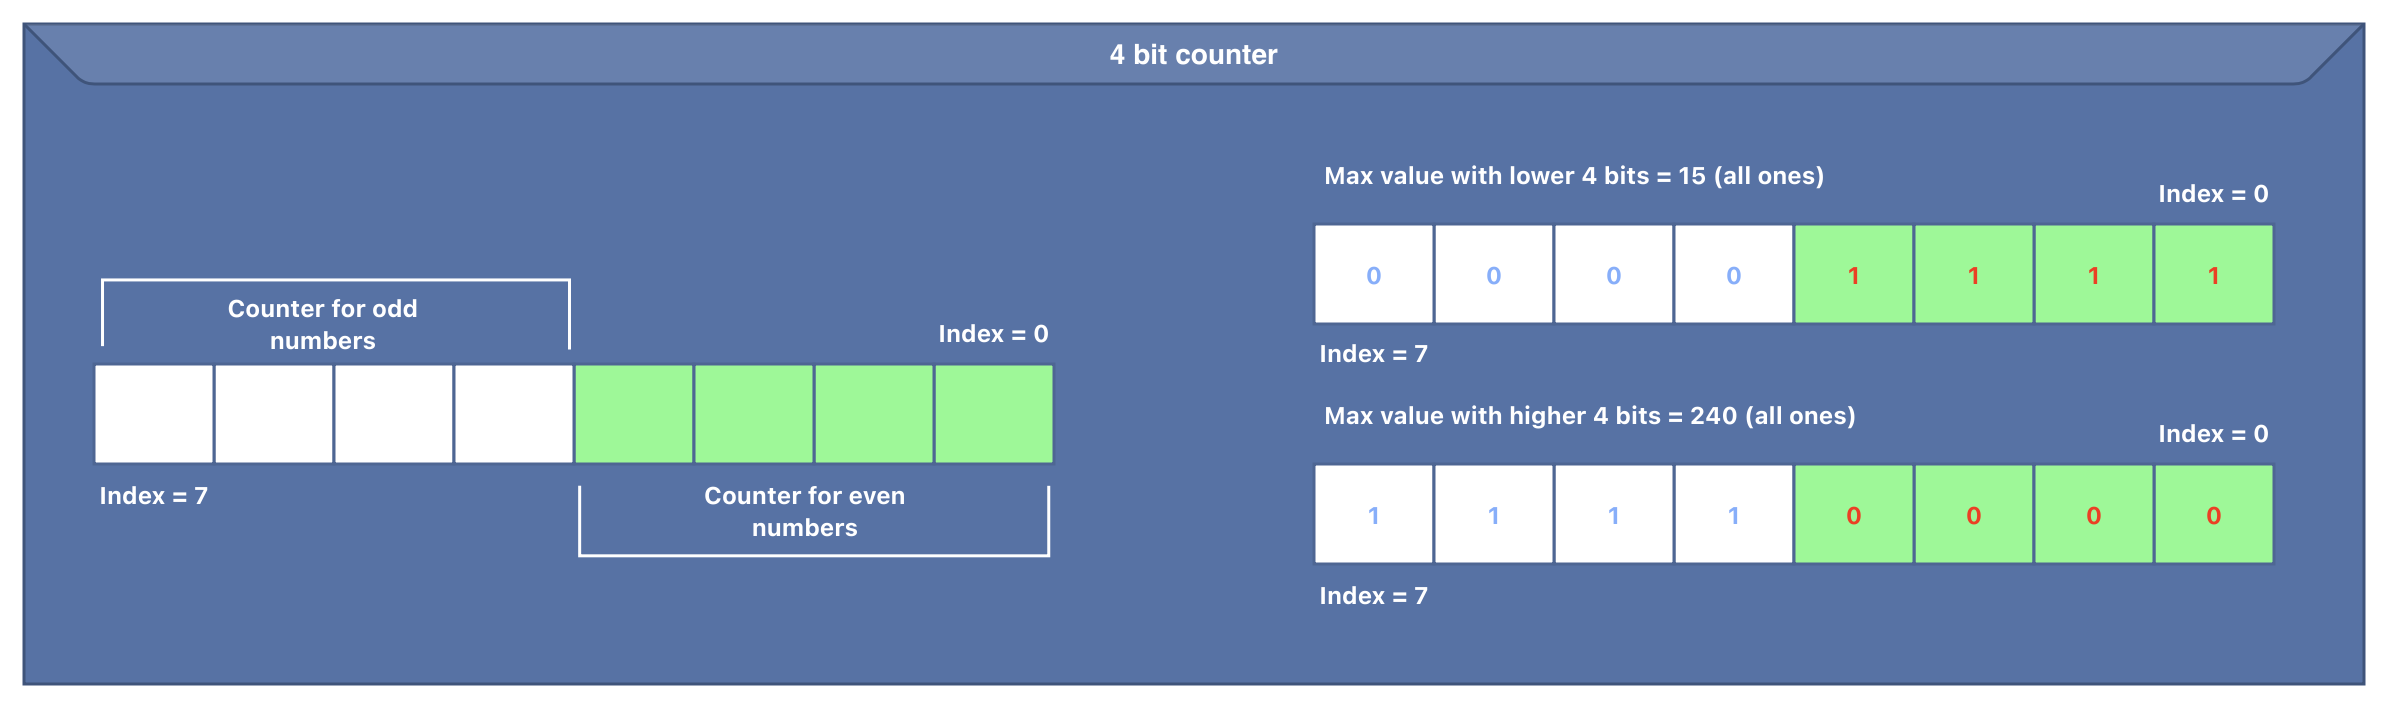 4 bit counter
Counter for odd
numbers
Index = 0
Index = 7
Counter for even
numbers
Max value with lower 4 bits = 15 (all ones)
Index = 0
0 0 0 0 1 1 1 1
Index = 7
Max value with higher 4 bits = 240 (all ones)
Index = 0
1 1 1 1 0 0 0 0
Index = 7